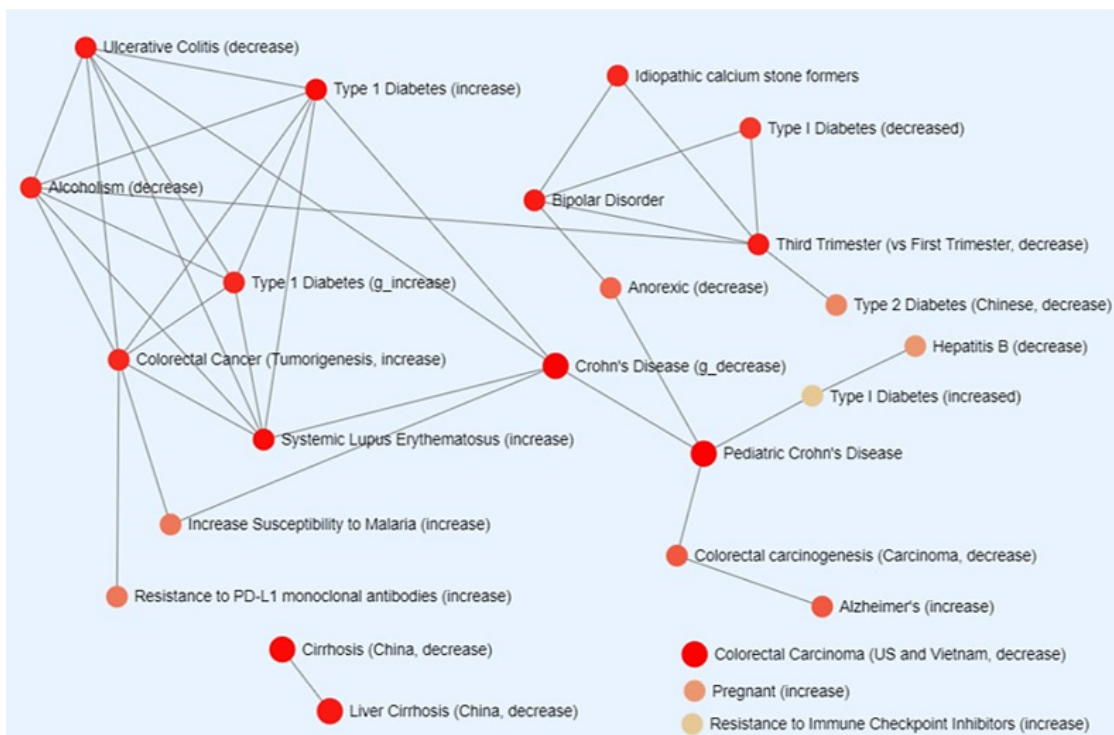 Ulcerative Colitis (decrease)
Type 1 Diabetes (increase)
Idiopathic calcium stone formers
Type I Diabetes (decreased)
Alcoholism (decrease)
Bipolar Disorder
Third Trimester (vs First Trimester, decrease)
Type 1 Diabetes (g_increase)
Anorexic (decrease)
Type 2 Diabetes (Chinese, decrease)
Hepatitis B (decrease)
Colorectal Cancer (Tumorigenesis, increase)
Crohn's Disease (g_decrease)
Type I Diabetes (increased)
Systemic Lupus Erythematosus (increase)
Pediatric Crohn's Disease
Increase Susceptibility to Malaria (increase)
Colorectal carcinogenesis (Carcinoma, decrease)
Resistance to PD-L1 monoclonal antibodies (increase)
Alzheimer's (increase)
Cirrhosis (China, decrease)
Colorectal Carcinoma (US and Vietnam, decrease)
Pregnant (increase)
Liver Cirrhosis (China, decrease)
Resistance to Immune Checkpoint Inhibitors (increase)